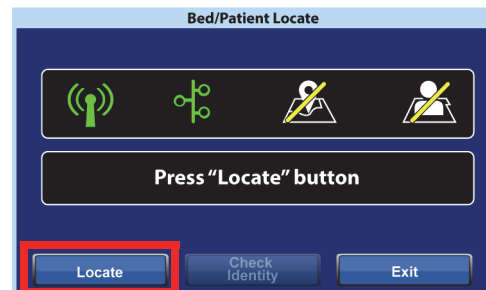 Bed/Patient Locate
Press "Locate" button
Locate
Check
Identity
Exit